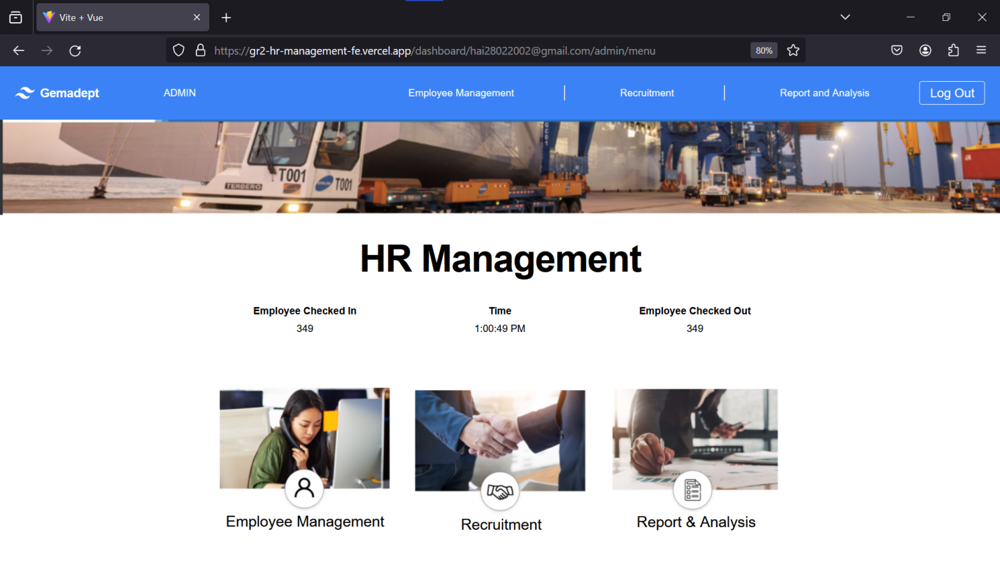 Vite + Vue
https://gr2-hr-management-fe.vercel.app/dashboard/hai28022002@gmail.com/admin/menu
80%
Gemadept
ADMIN
Employee Management
Recruitment
Report and Analysis
Log Out
TERBERG
T001
T001
HR Management
Employee Checked In
Time
Employee Checked Out
349
1:00:49 PM
349
Employee Management
Recruitment
Report & Analysis